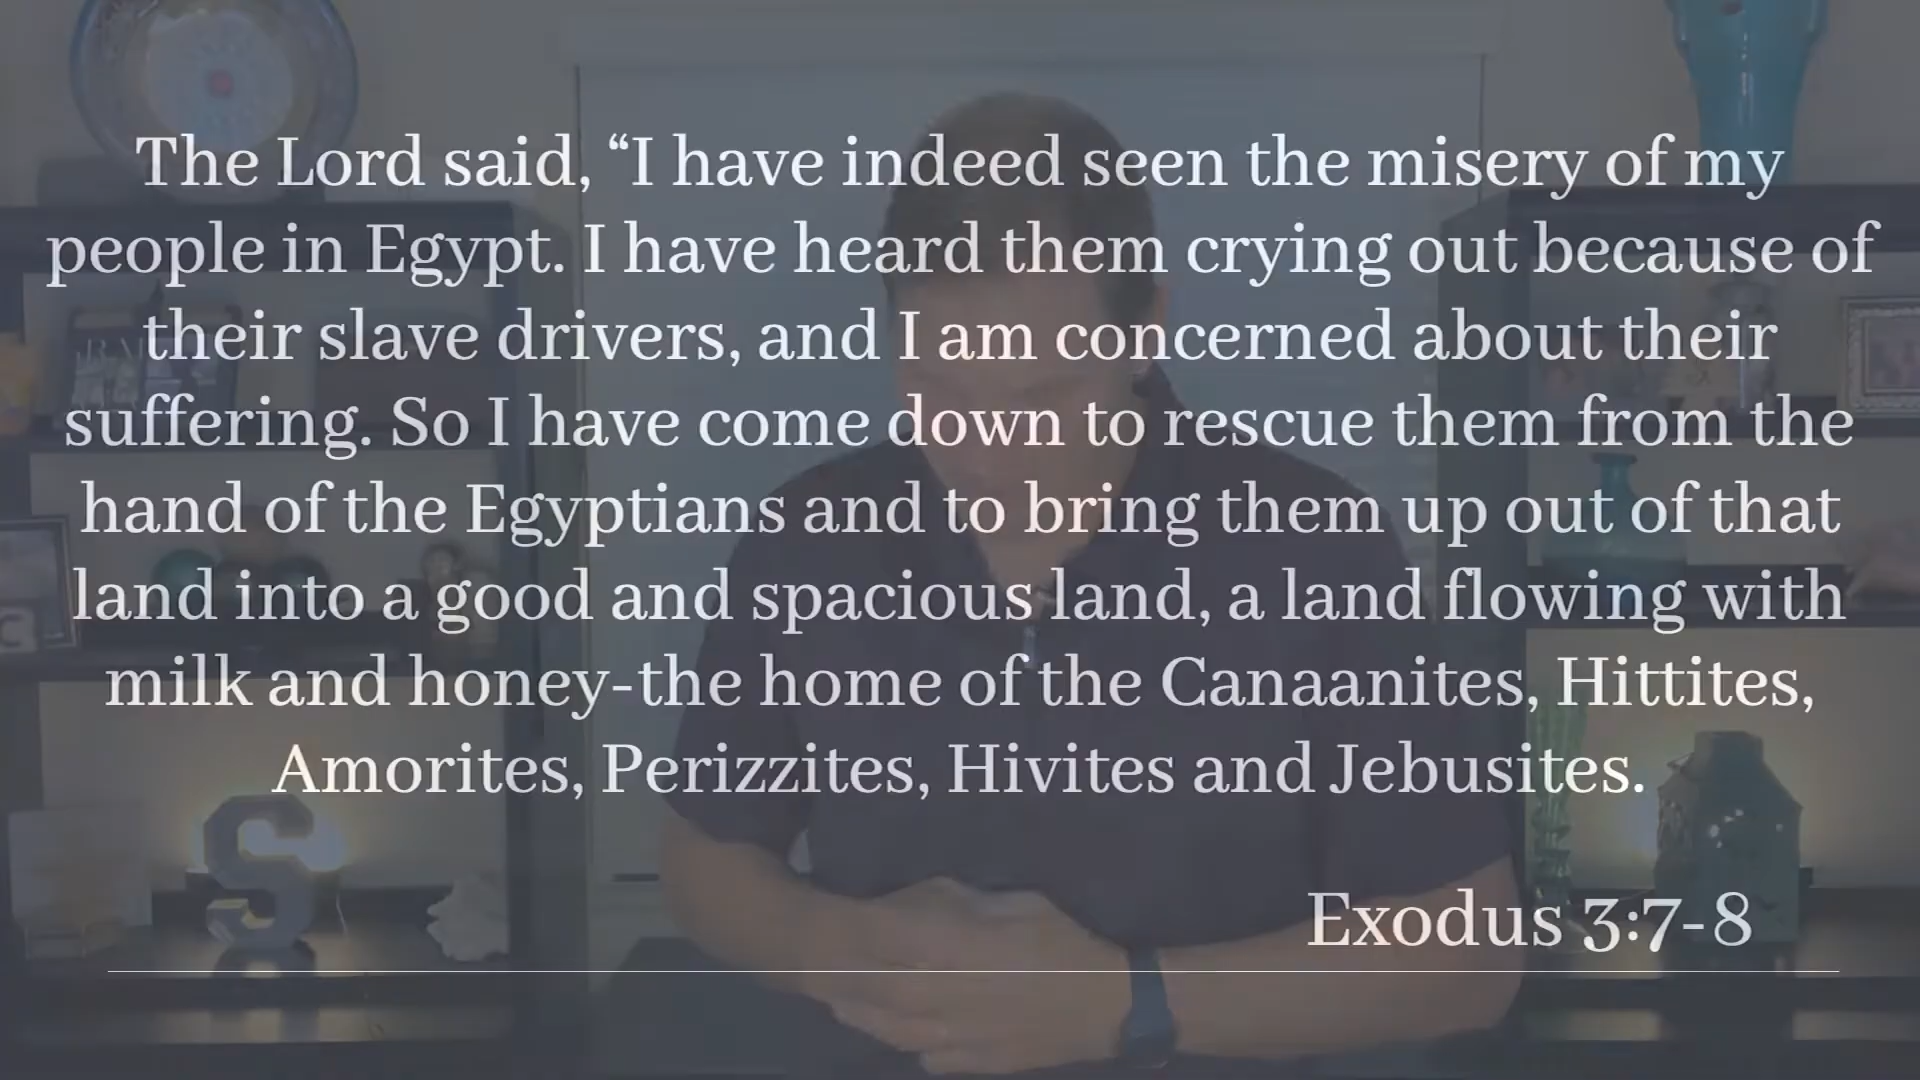 The Lord said, “I have indeed seen the misery of my
people in Egypt. I have heard them crying out because of
their slave drivers, and I am concerned about their
suffering. So I have come down to rescue them from the
hand of the Egyptians and to bring them up out of that
land into a good and spacious land, a land flowing with
milk and honey-the home of the Canaanites, Hittites,
Amorites, Perizzites, Hivites and Jebusites.
Exodus 3:7-8
S